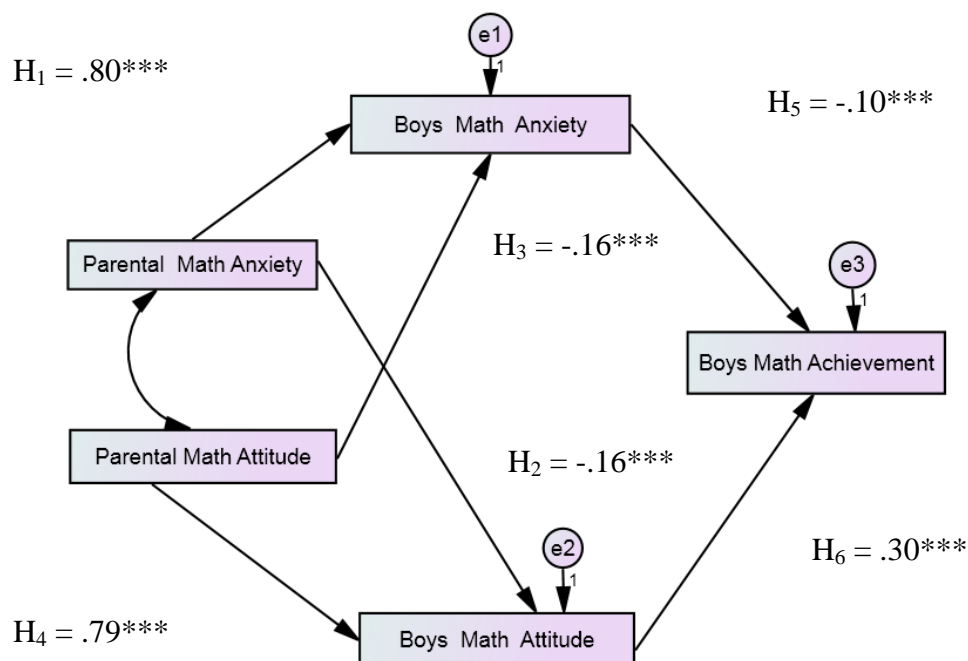 e1
H₁ = .80***
1
H₅ = -.10***
Boys Math Anxiety
H₃ = -.16***
Parental Math Anxiety
e3
1
Boys Math Achievement
Parental Math Attitude
H₂ = -.16***
e2
H₆ = .30***
1
H₄ = .79***
Boys Math Attitude